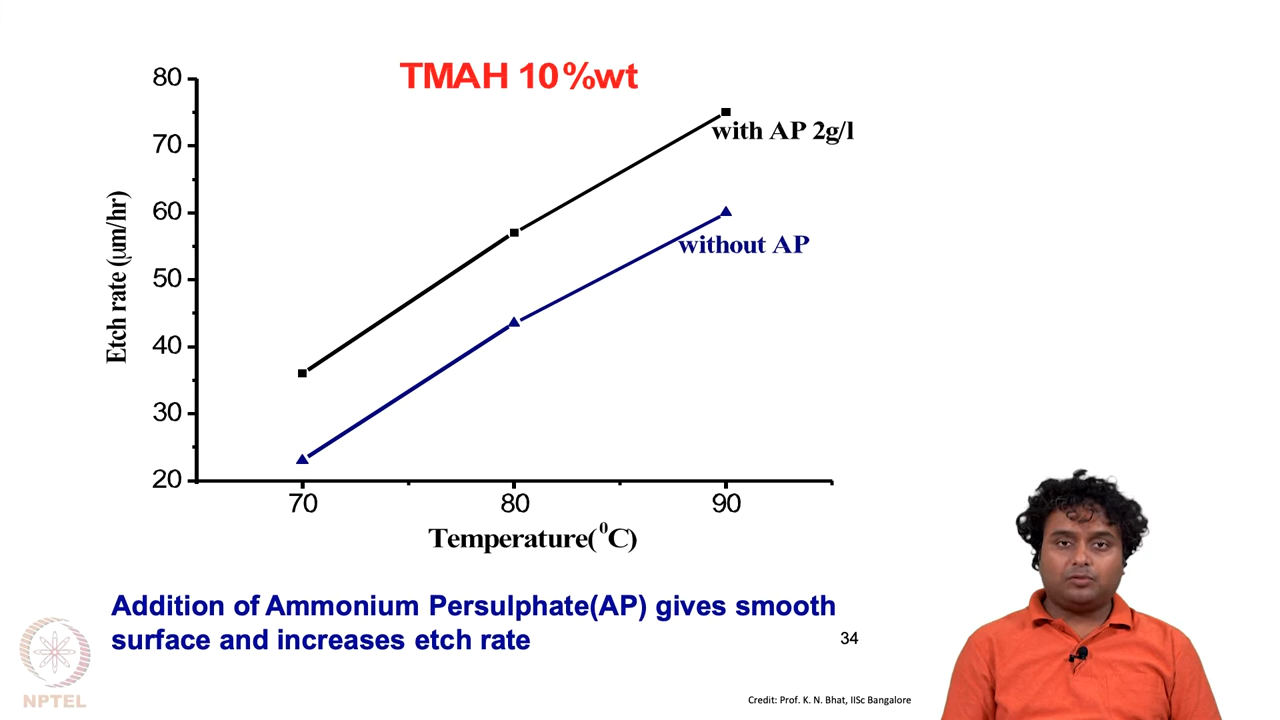 TMAH 10%wt
80
70
60
50
40
30
20
Etch rate (μm/hr)
with AP 2g/l
without AP
70 80 90
Temperature(⁰C)
Addition of Ammonium Persulphate(AP) gives smooth
surface and increases etch rate
34
NPTEL
Credit: Prof. K. N. Bhat, IISc Bangalore